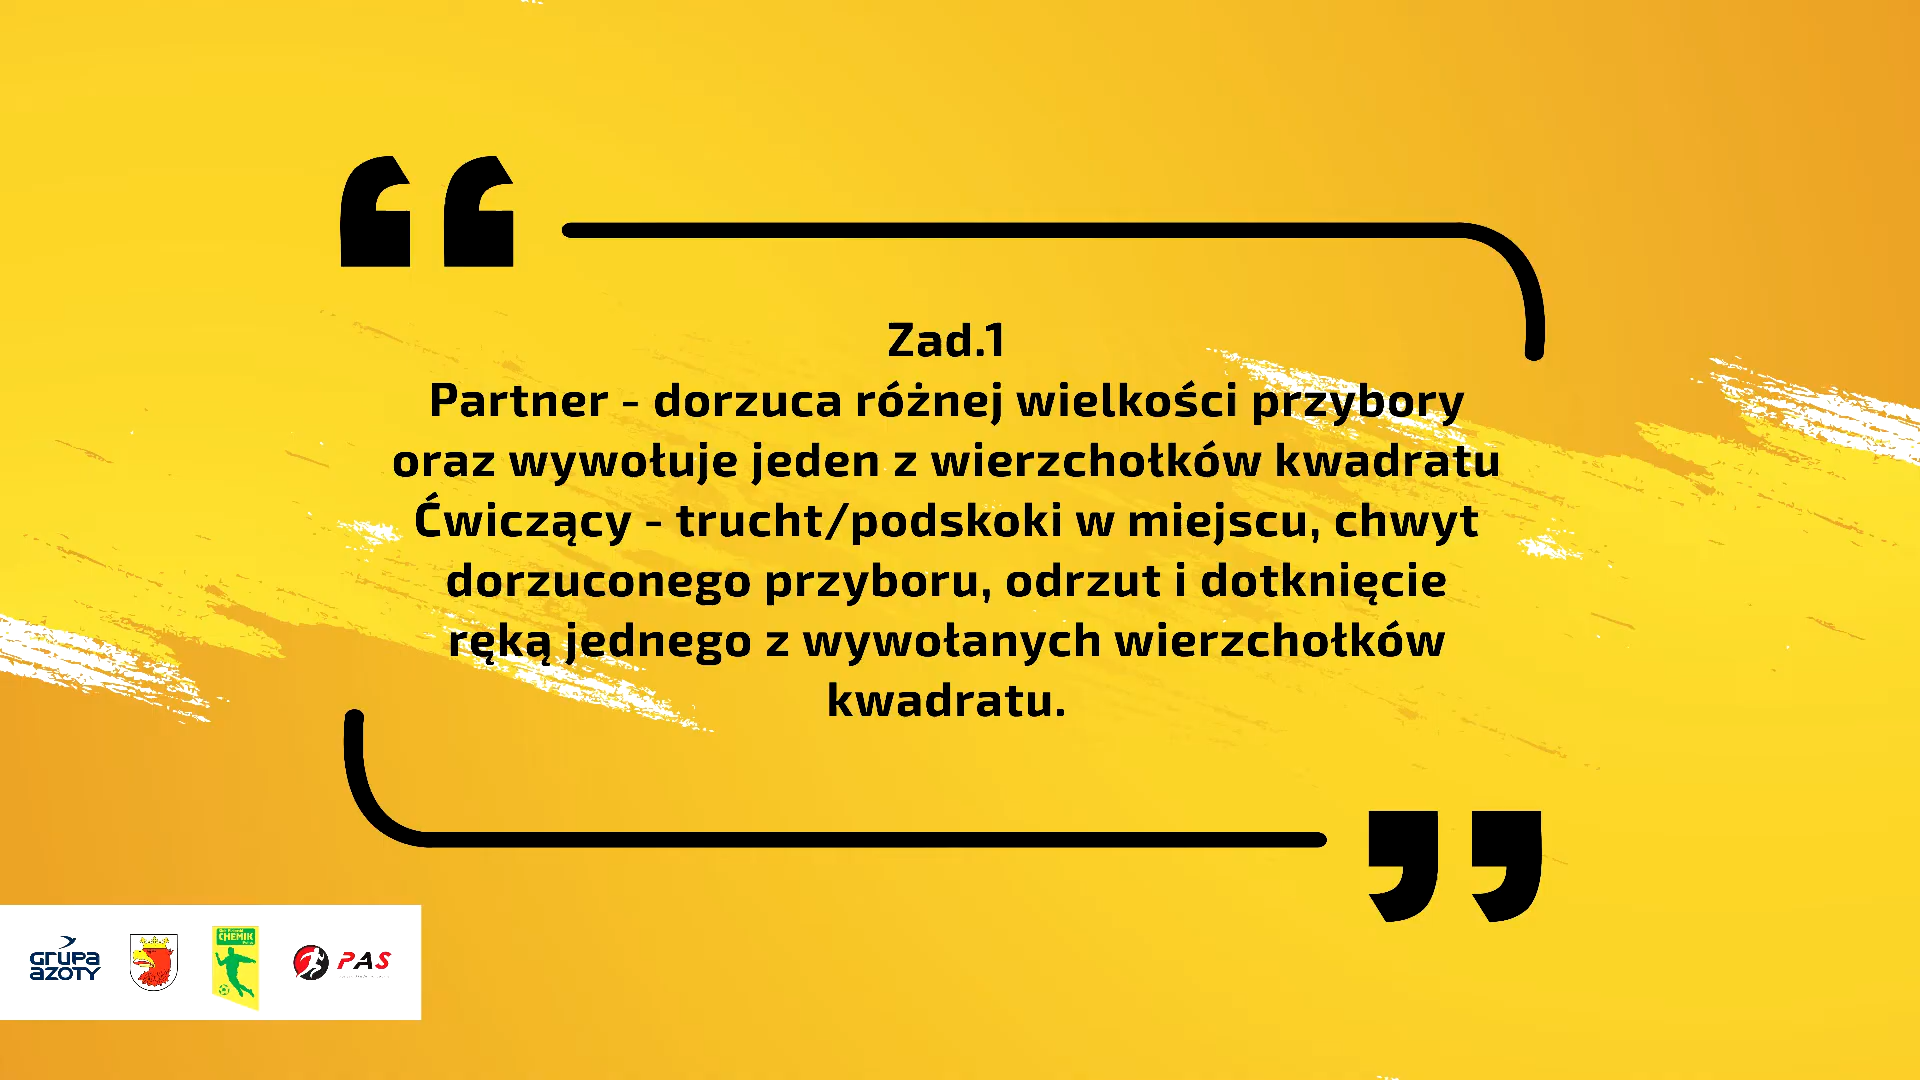 Zad.1
Partner - dorzuca różnej wielkości przybory
oraz wywołuje jeden z wierzchołków kwadratu
Ćwiczący - trucht/podskoki w miejscu, chwyt
dorzuconego przyboru, odrzut i dotknięcie
ręką jednego z wywołanych wierzchołków
kwadratu.
GRUPA
AZOTY
CHEMIK
PAS